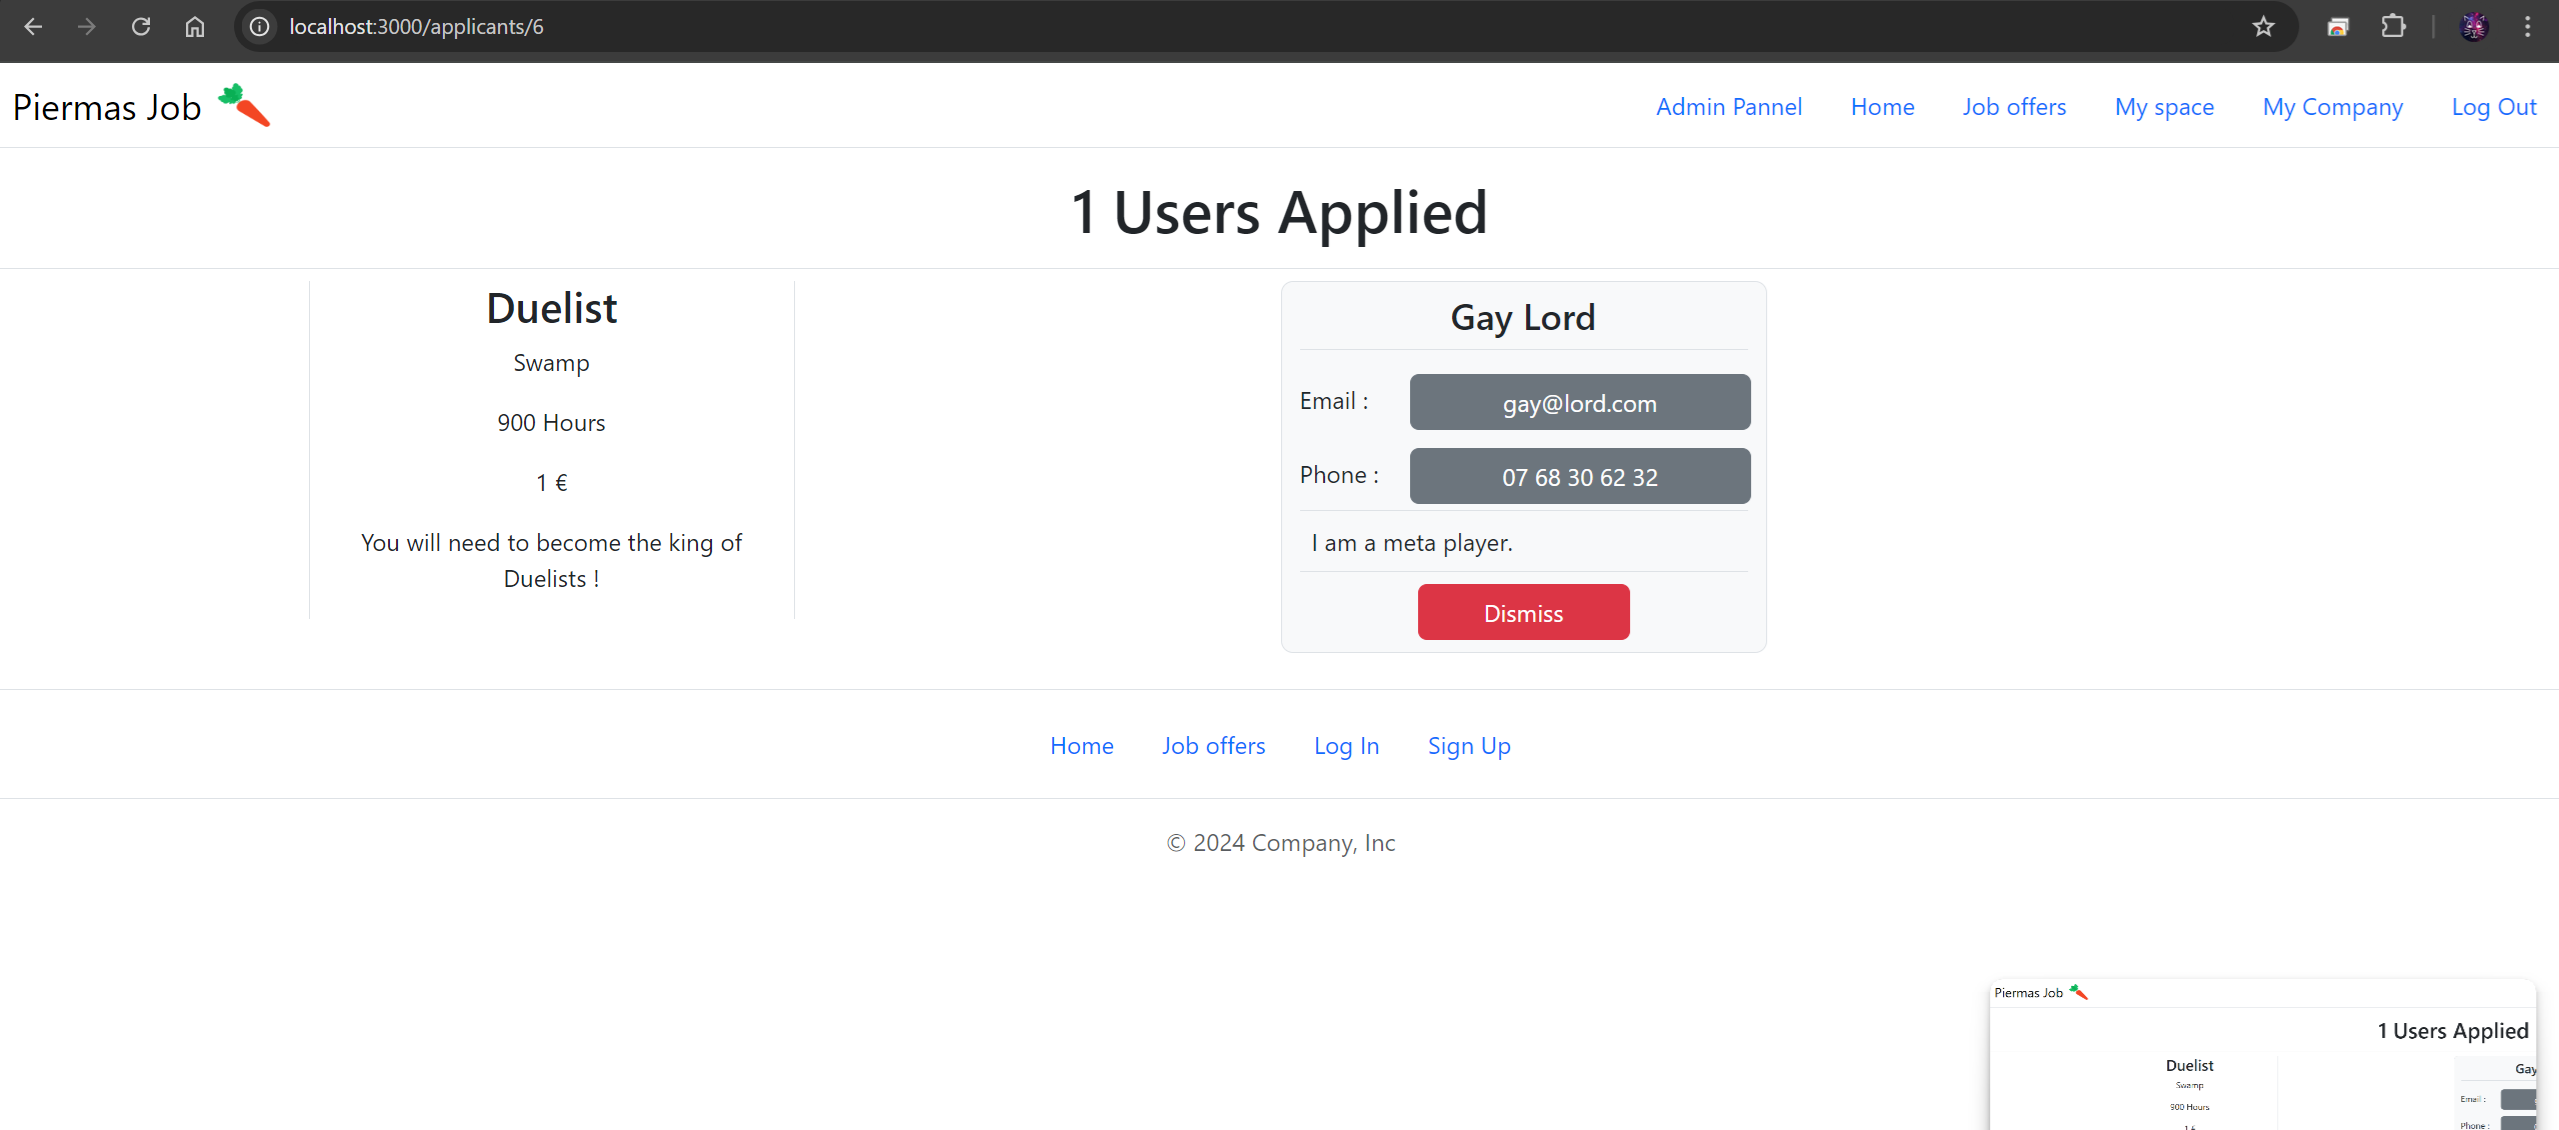 localhost:3000/applicants/6
Piermas Job
Admin Pannel Home Job offers My space My Company Log Out
1 Users Applied
Duelist
Swamp
900 Hours
1 €
You will need to become the king of
Duelists !
Gay Lord
Email : gay@lord.com
Phone : 07 68 30 62 32
I am a meta player.
Dismiss
Home Job offers Log In Sign Up
© 2024 Company, Inc
Piermas Job
1 Users Applied
Duelist
Swamp
900 Hours
1 €
Gay
Email :
Phone :